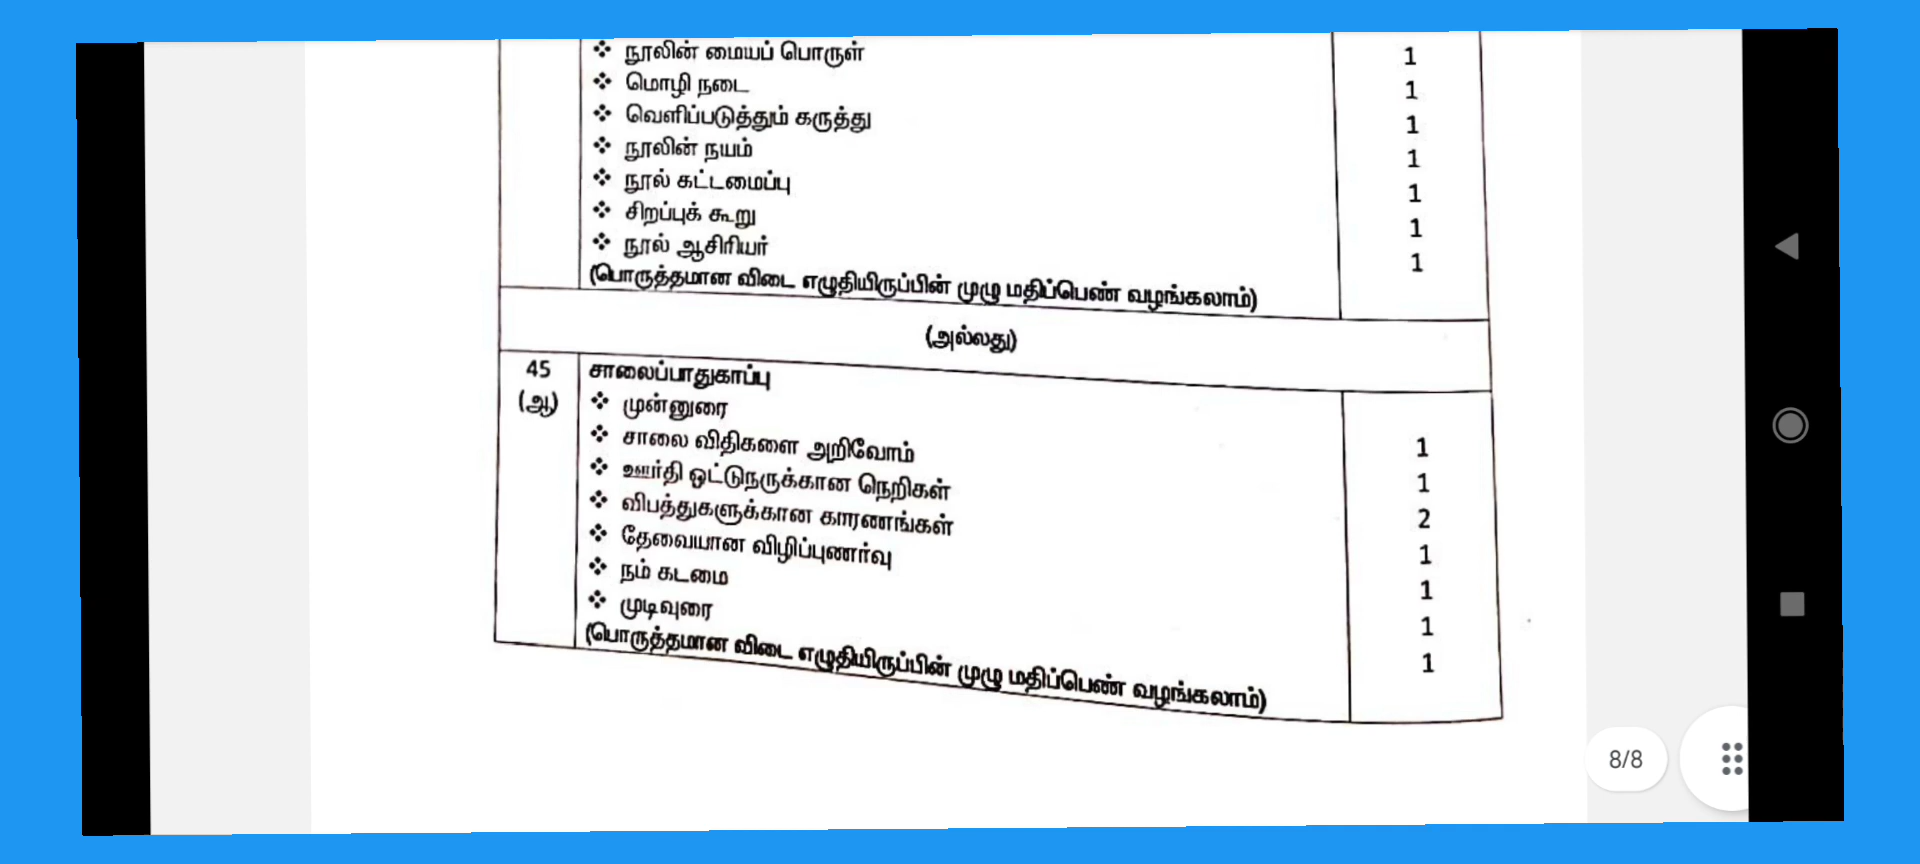 ❖ நூலின் மையப் பொருள் 1
❖ மொழி நடை 1
❖ வெளிப்படுத்தும் கருத்து 1
❖ நூலின் நயம் 1
❖ நூல் கட்டமைப்பு 1
❖ சிறப்புக் கூறு 1
❖ நூல் ஆசிரியர் 1
(பொருத்தமான விடை எழுதியிருப்பின் முழு மதிப்பெண் வழங்கலாம்)
(அல்லது)
45 சாலைப்பாதுகாப்பு
(ஆ) ❖ முன்னுரை 1
❖ சாலை விதிகளை அறிவோம் 1
❖ ஊர்தி ஓட்டுநருக்கான நெறிகள் 2
❖ விபத்துகளுக்கான காரணங்கள் 1
❖ தேவையான விழிப்புணர்வு 1
❖ நம் கடமை 1
❖ முடிவுரை 1
(பொருத்தமான விடை எழுதியிருப்பின் முழு மதிப்பெண் வழங்கலாம்)
8/8